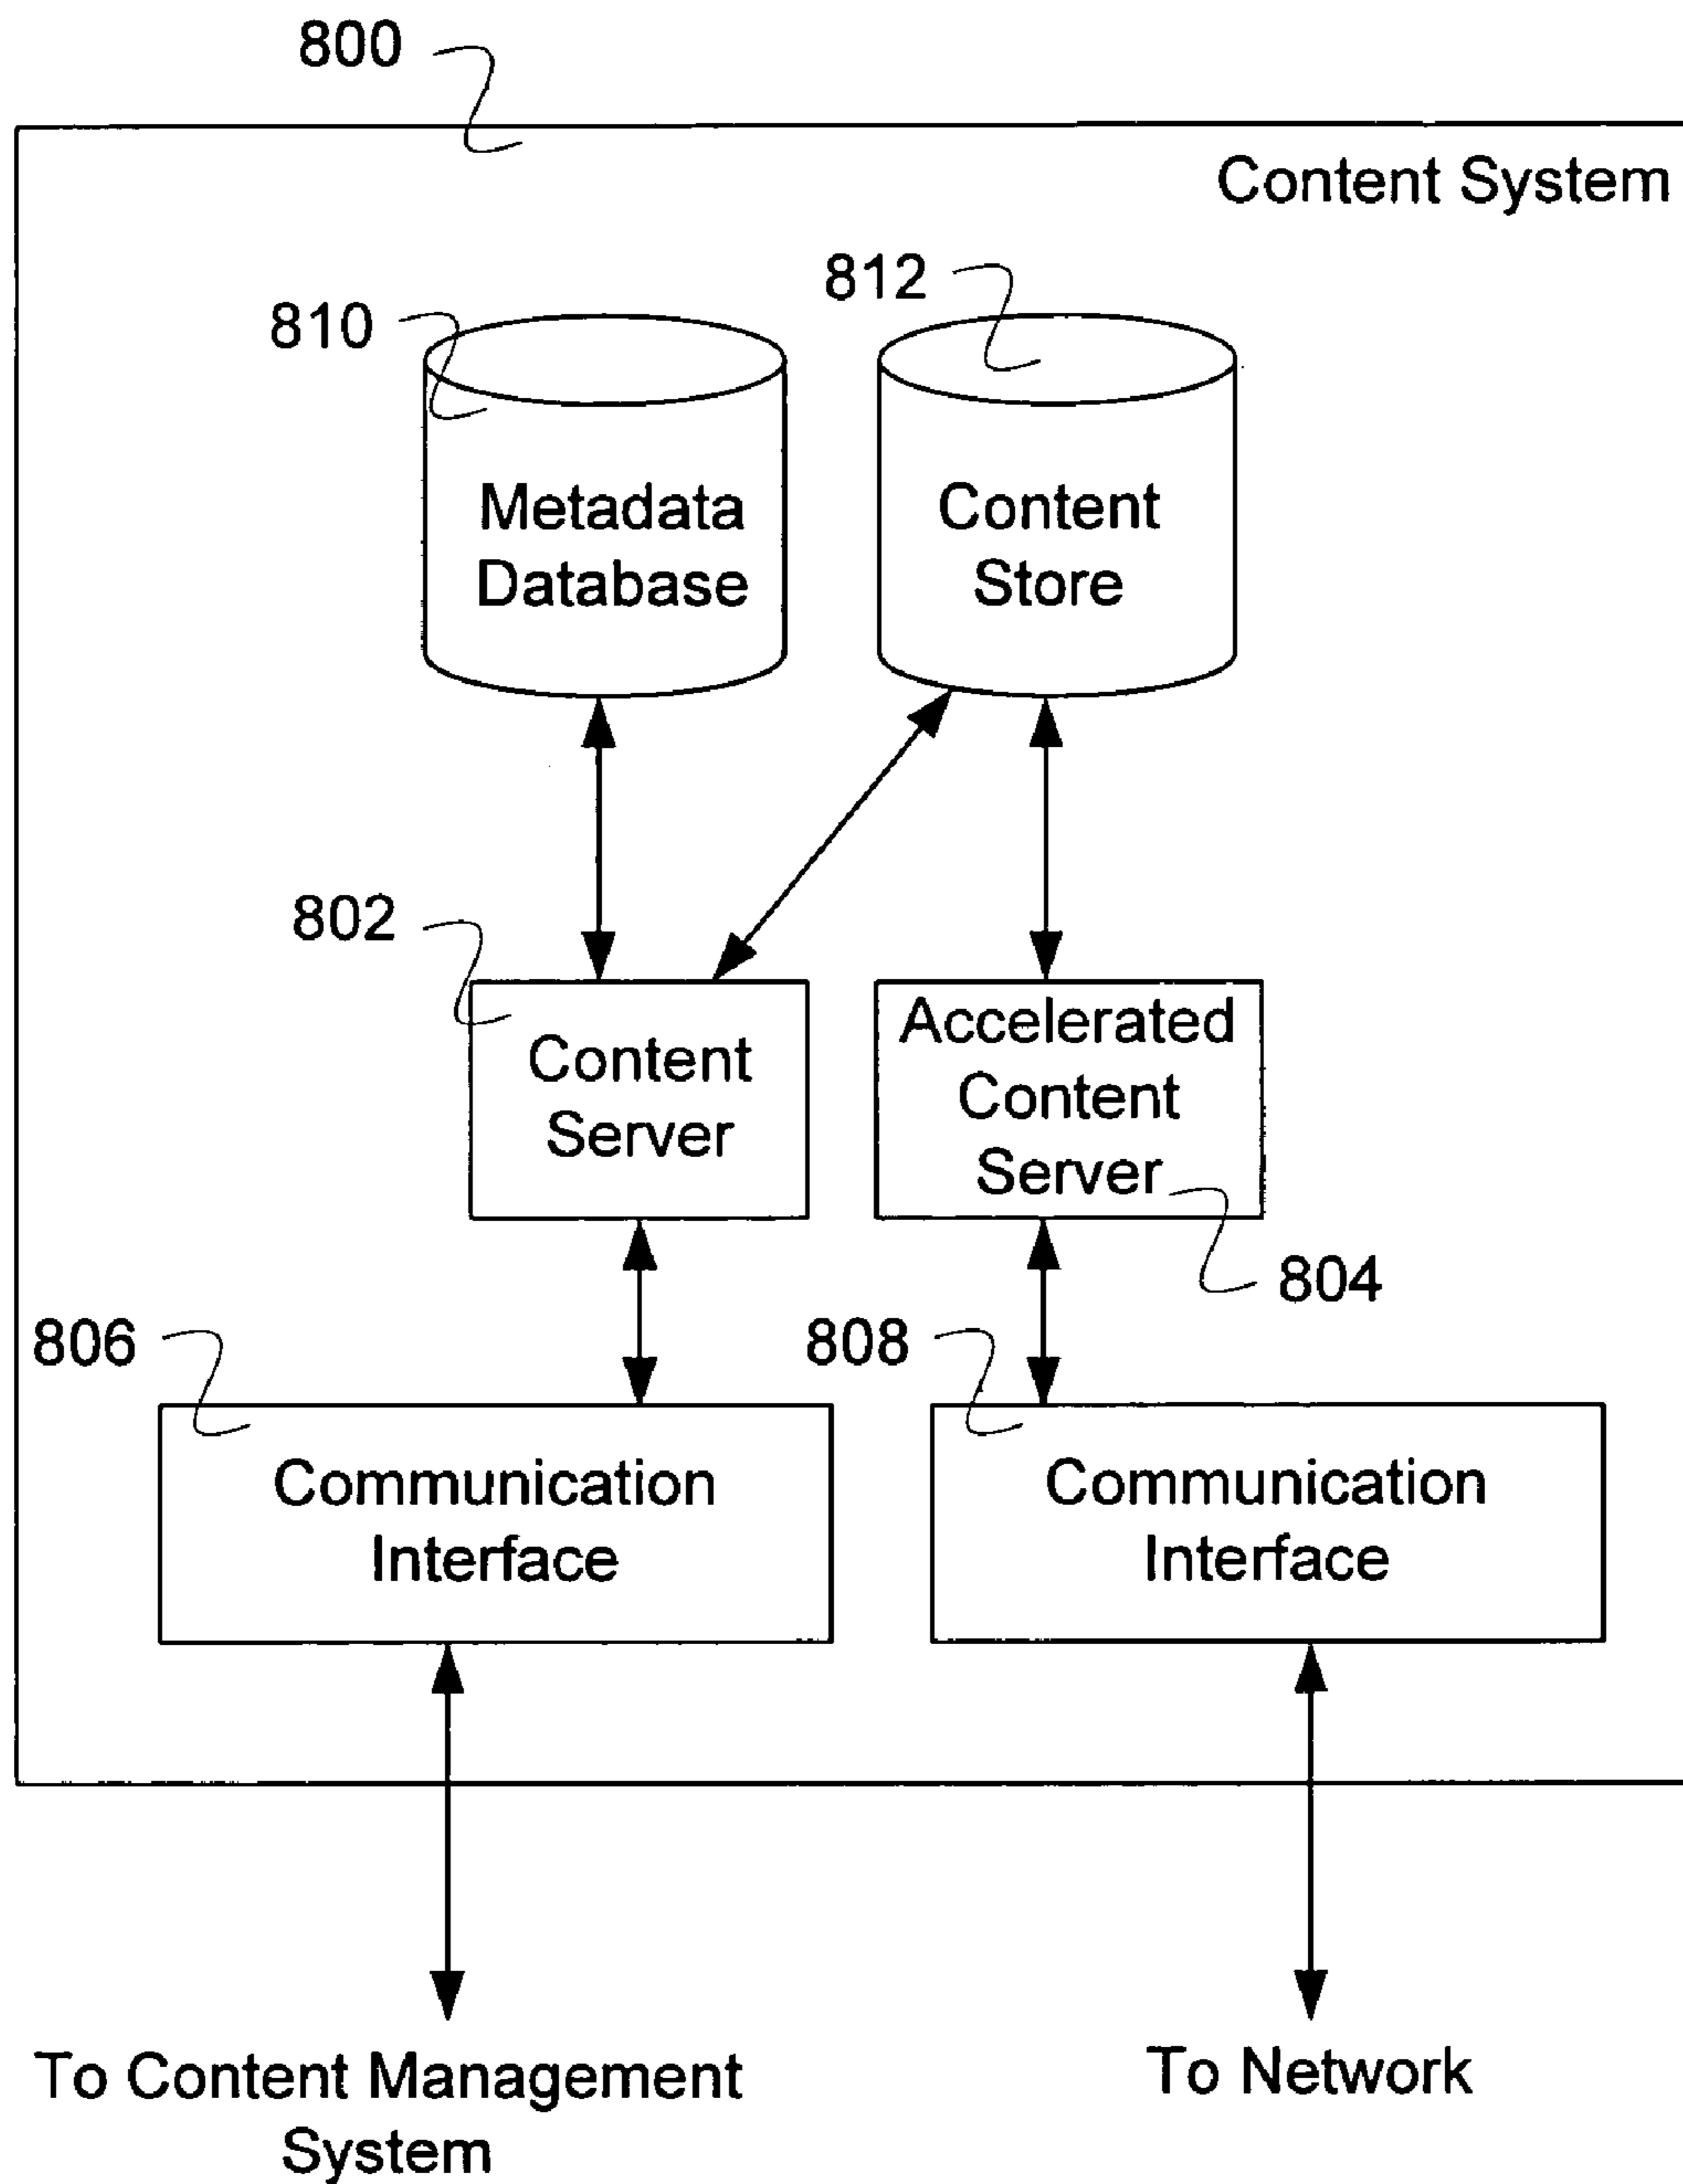 800
Content System
812
810
Metadata
Database
Content
Store
802
Content
Server
Accelerated
Content
Server
804
806
808
Communication
Interface
Communication
Interface
To Content Management
System
To Network